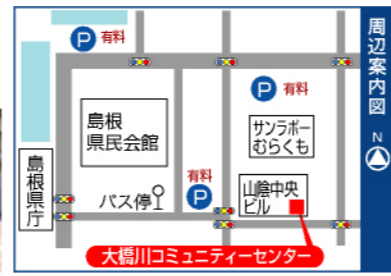 周辺案内図
N
P 有料
P 有料
島根
県民会館
サンラポー
むらくも
島根県庁
バス停
有料
P
山陰中央
ビル
大橋川コミュニティーセンター